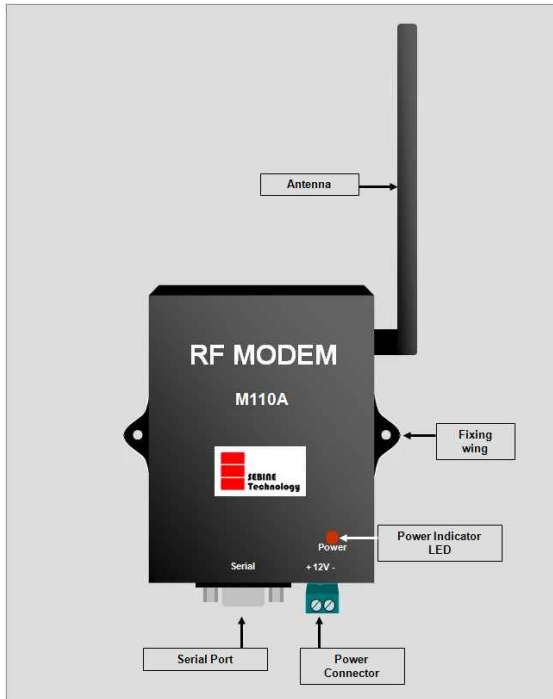 Antenna
RF MODEM
M110A
Fixing
wing
SEBINE
Technology
Power Indicator
LED
Power
Serial
+ 12V -
Serial Port
Power
Connector